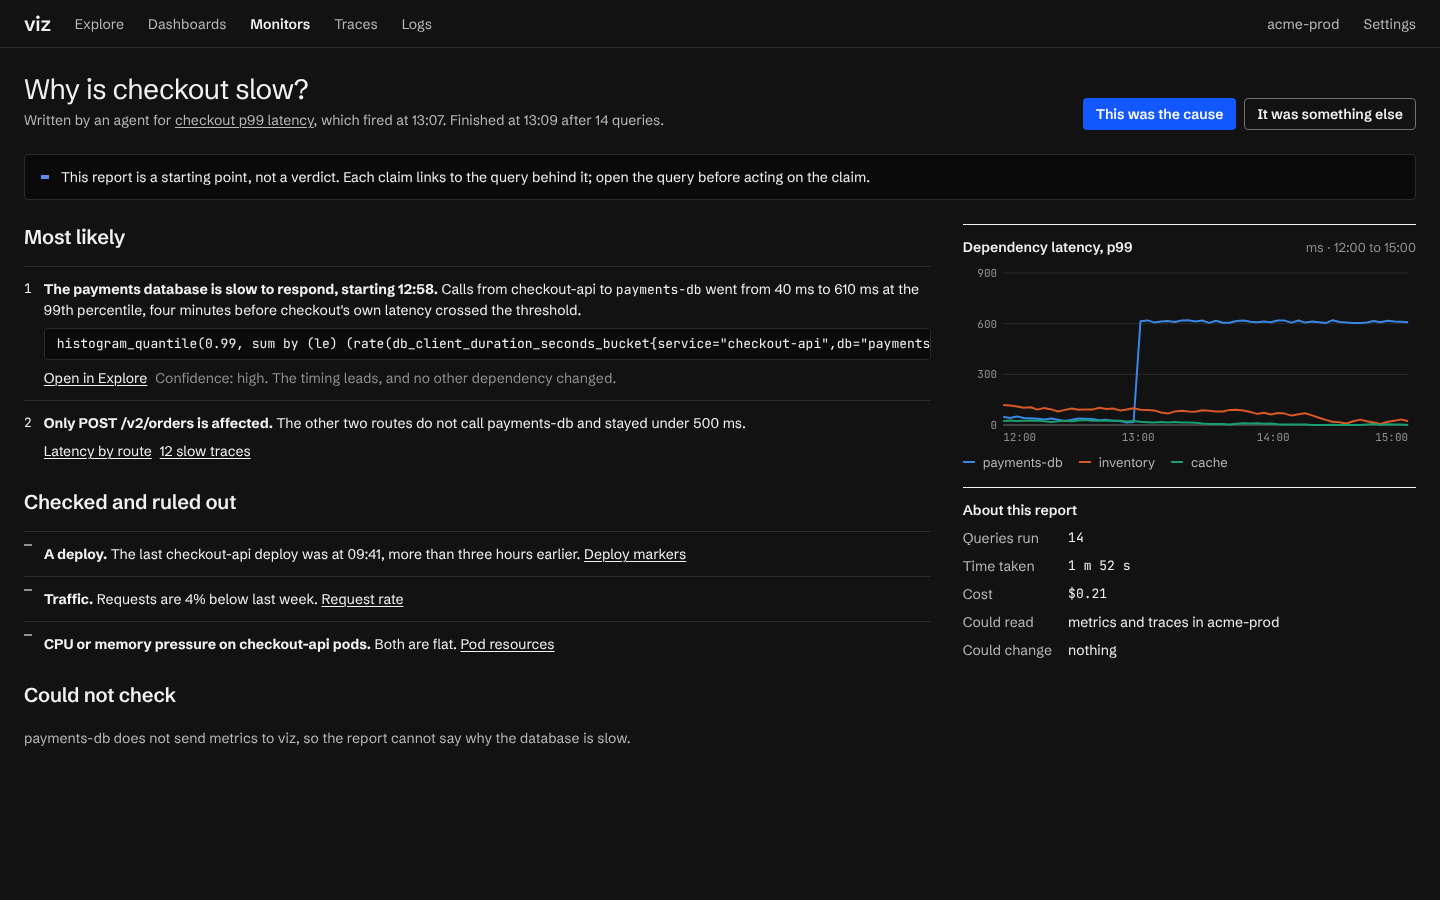 viz Explore Dashboards Monitors Traces Logs acme-prod Settings
Why is checkout slow?
Written by an agent for checkout p99 latency, which fired at 13:07. Finished at 13:09 after 14 queries.
This was the cause It was something else
This report is a starting point, not a verdict. Each claim links to the query behind it; open the query before acting on the claim.
Most likely
1 The payments database is slow to respond, starting 12:58. Calls from checkout-api to payments-db went from 40 ms to 610 ms at the
99th percentile, four minutes before checkout's own latency crossed the threshold.
histogram_quantile(0.99, sum by (le) (rate(db_client_duration_seconds_bucket{service="checkout-api",db="payments
Open in Explore Confidence: high. The timing leads, and no other dependency changed.
2 Only POST /v2/orders is affected. The other two routes do not call payments-db and stayed under 500 ms.
Latency by route 12 slow traces
Checked and ruled out
– A deploy. The last checkout-api deploy was at 09:41, more than three hours earlier. Deploy markers
– Traffic. Requests are 4% below last week. Request rate
– CPU or memory pressure on checkout-api pods. Both are flat. Pod resources
Could not check
payments-db does not send metrics to viz, so the report cannot say why the database is slow.
Dependency latency, p99 ms · 12:00 to 15:00
900
600
300
0
12:00 13:00 14:00 15:00
payments-db inventory cache
About this report
Queries run 14
Time taken 1 m 52 s
Cost $0.21
Could read metrics and traces in acme-prod
Could change nothing